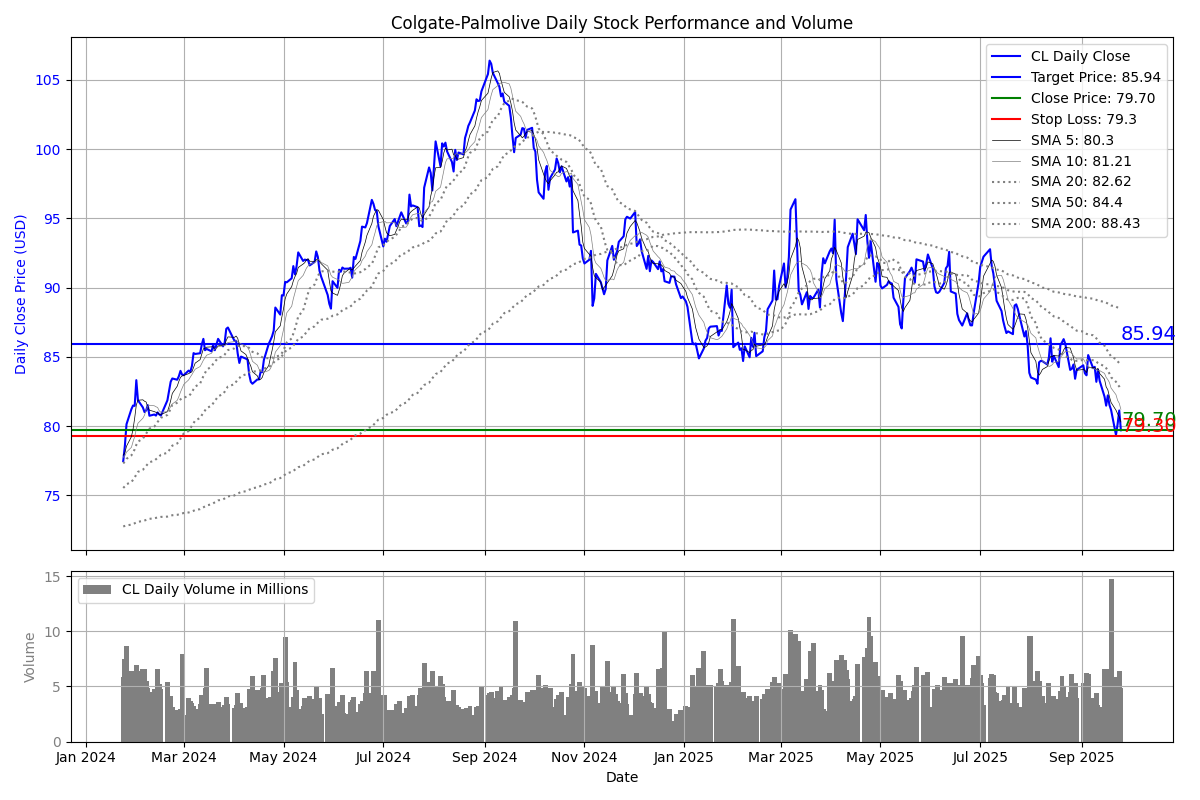 Colgate-Palmolive Daily Stock Performance and Volume
Daily Close Price (USD)
105
100
95
90
85
80
75
CL Daily Close
Target Price: 85.94
Close Price: 79.70
Stop Loss: 79.3
SMA 5: 80.3
SMA 10: 81.21
SMA 20: 82.62
SMA 50: 84.4
SMA 200: 88.43
85.94
79.70
79.30
Volume
15
10
5
0
CL Daily Volume in Millions
Jan 2024 Mar 2024 May 2024 Jul 2024 Sep 2024 Nov 2024 Jan 2025 Mar 2025 May 2025 Jul 2025 Sep 2025
Date